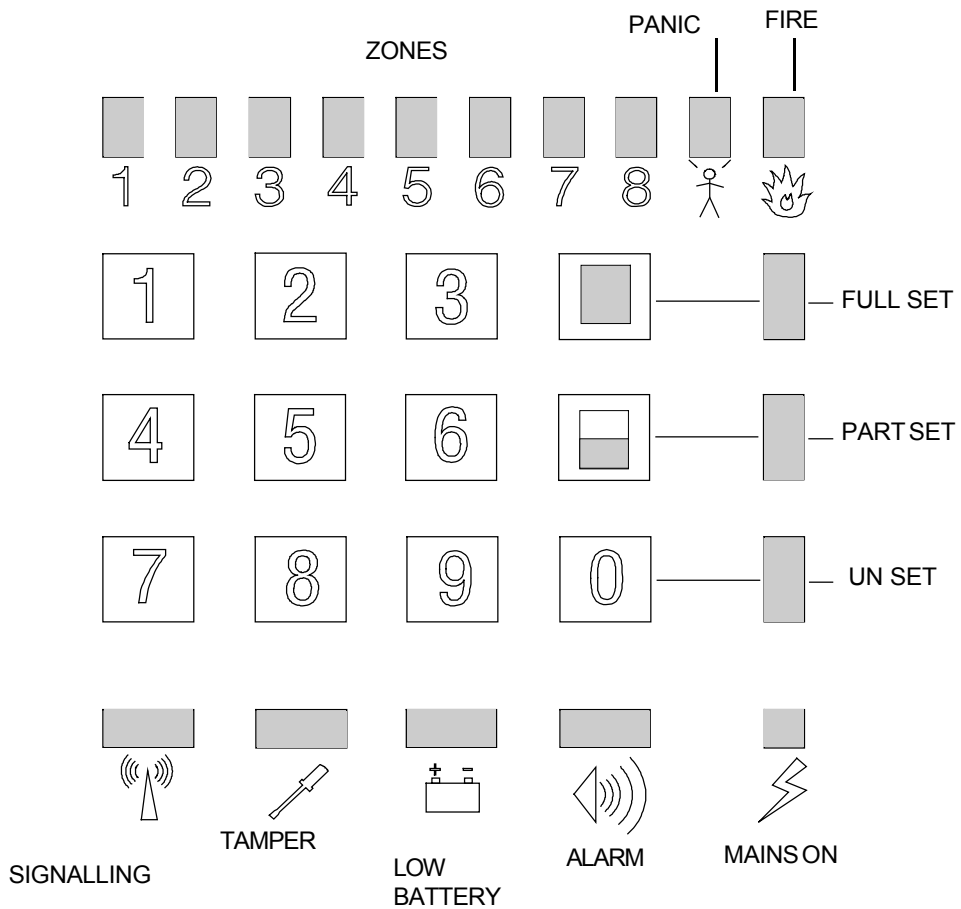 PANIC FIRE
ZONES
1 2 3 4 5 6 7 8
1 2 3 FULL SET
4 5 6 PART SET
7 8 9 0 UN SET
+ -
TAMPER
SIGNALLING
LOW
BATTERY
ALARM
MAINS ON